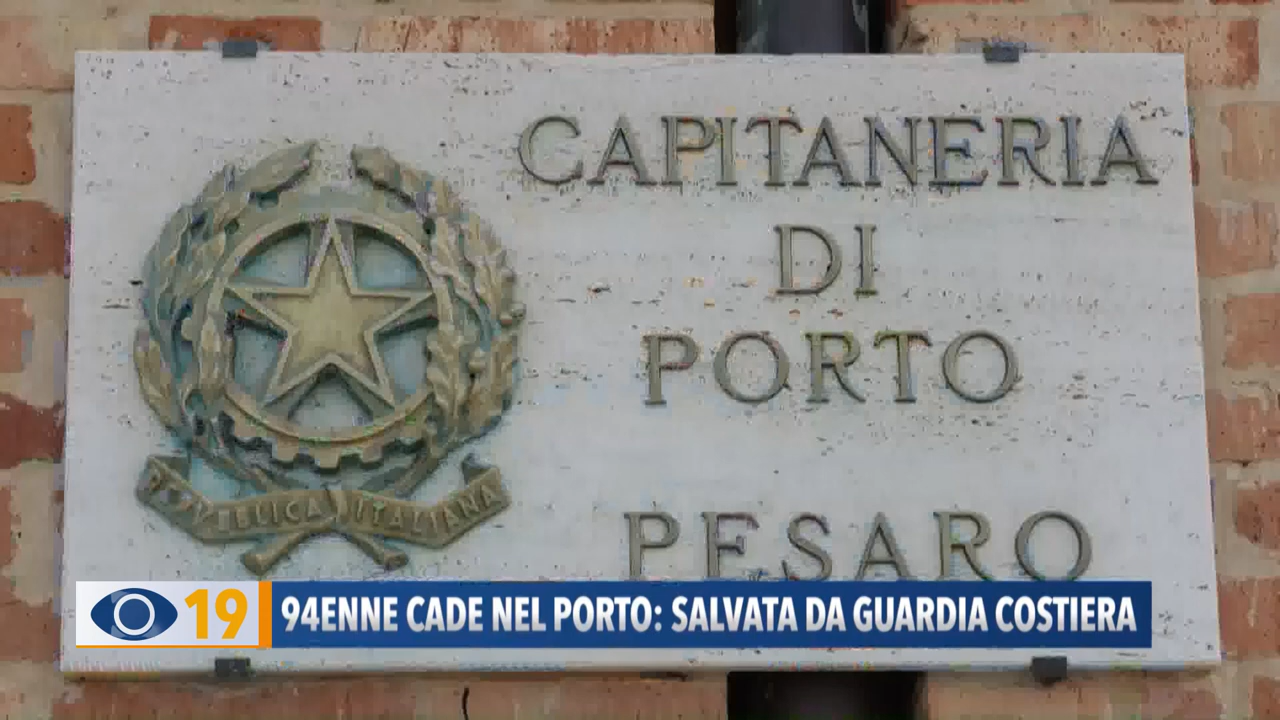 CAPITANERIA
DI
PORTO
PESARO
REPUBBLICA ITALIANA
19
94ENNE CADE NEL PORTO: SALVATA DA GUARDIA COSTIERA